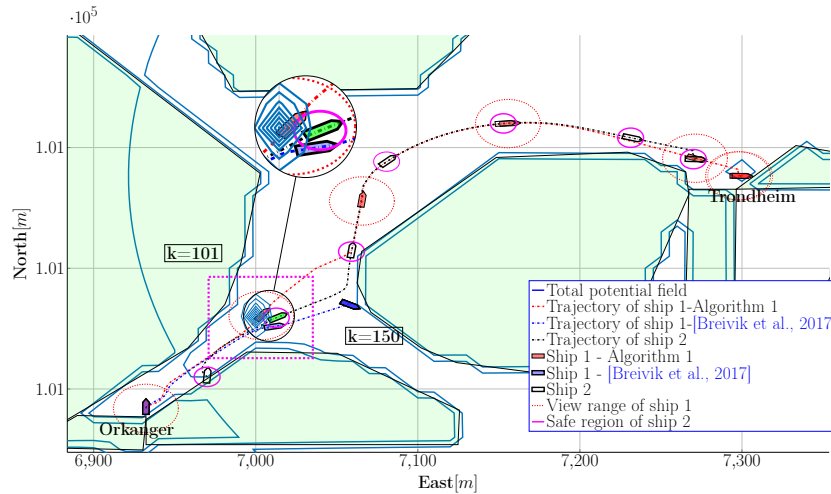 ·10⁵
1.01
Trondheim
North[m]
k=101
1.01
Total potential field
Trajectory of ship 1-Algorithm 1
Trajectory of ship 1-[Breivik et al., 2017
k=150
Trajectory of ship 2
Ship 1 - Algorithm 1
Ship 1 - [Breivik et al., 2017]
1.01
Ship 2
View range of ship 1
Orkanger
Safe region of ship 2
6,900 7,000 7,100 7,200 7,300
East[m]